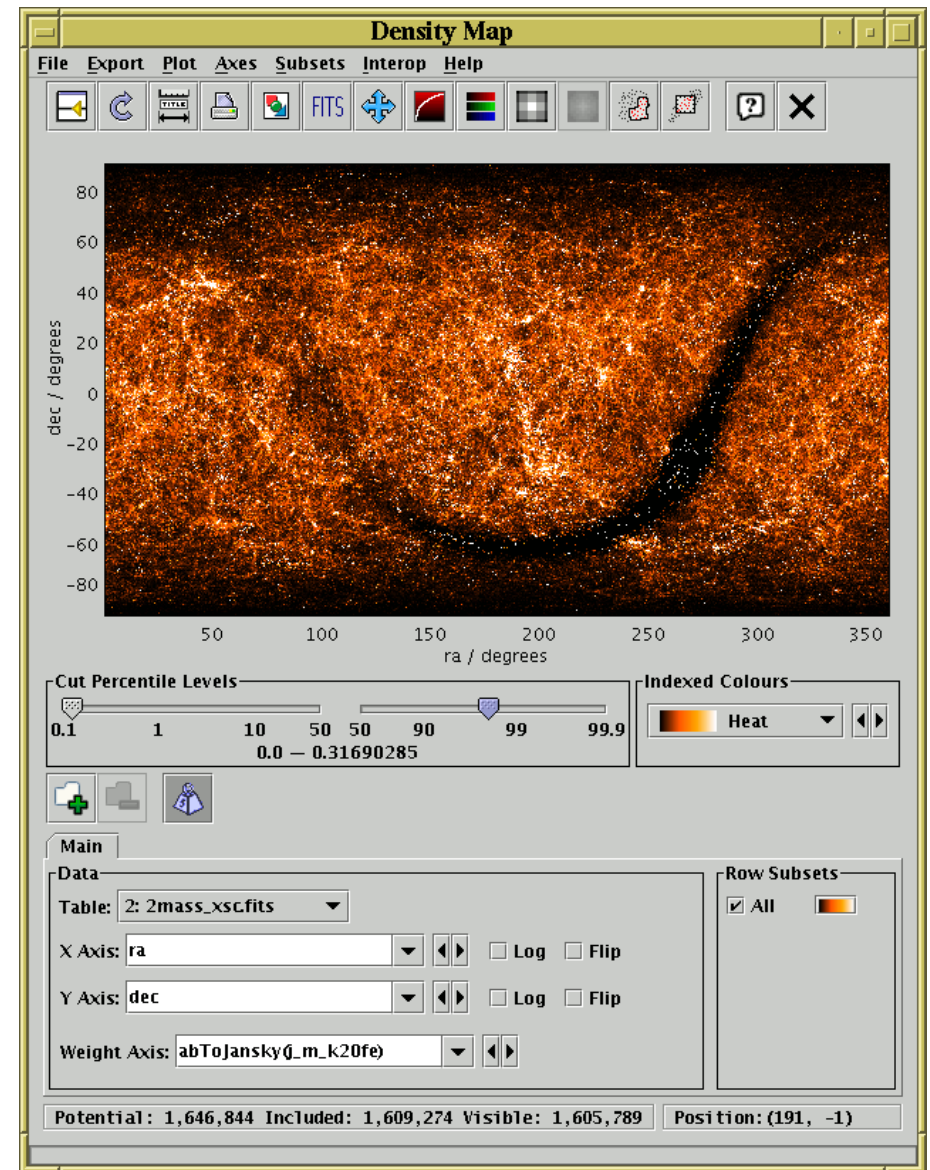 Density Map
File Export Plot Axes Subsets Interop Help
TITLE FITS ?
80
60
40
20
0
-20
-40
-60
-80
dec / degrees
50 100 150 200 250 300 350
ra / degrees
Cut Percentile Levels
0.1 1 10 50 50 90 99 99.9
0.0 — 0.31690285
Indexed Colours
Heat
Main
Data
Table: 2: 2mass_xsc.fits
X Axis: ra Log Flip
Y Axis: dec Log Flip
Weight Axis: abToJansky(j_m_k20fe)
Row Subsets
All
Potential: 1,646,844 Included: 1,609,274 Visible: 1,605,789 Position: (191, -1)